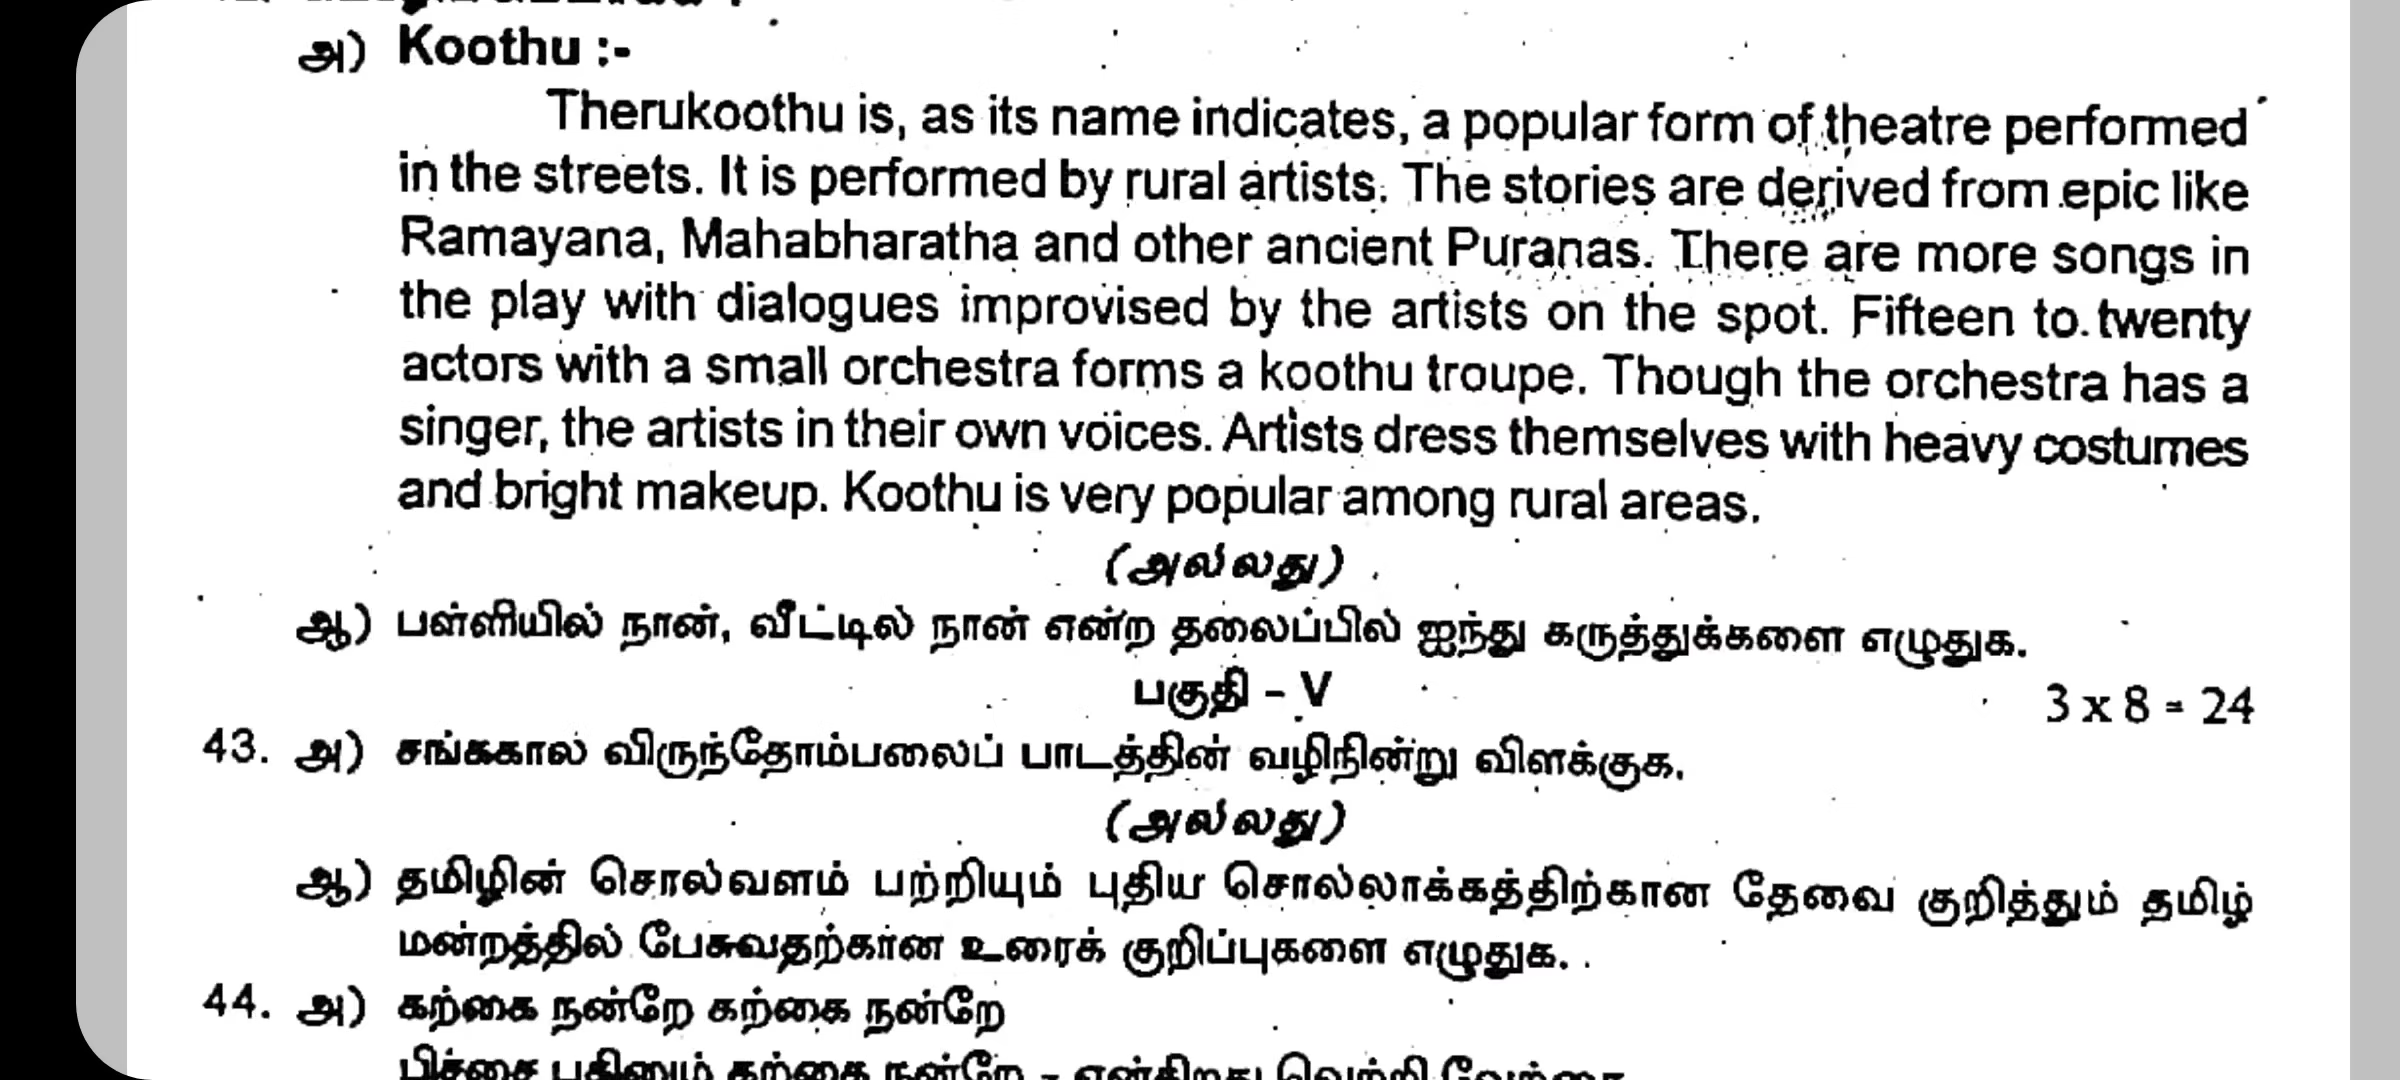 அ) Koothu :-
Therukoothu is, as its name indicates, a popular form of theatre performed
in the streets. It is performed by rural artists. The stories are derived from epic like
Ramayana, Mahabharatha and other ancient Puranas. There are more songs in
the play with dialogues improvised by the artists on the spot. Fifteen to twenty
actors with a small orchestra forms a koothu troupe. Though the orchestra has a
singer, the artists in their own voices. Artists dress themselves with heavy costumes
and bright makeup. Koothu is very popular among rural areas.
(அல்லது)
ஆ) பள்ளியில் நான், வீட்டில் நான் என்ற தலைப்பில் ஐந்து கருத்துக்களை எழுதுக.
பகுதி - V
3 x 8 = 24
43. அ) சங்ககால விருந்தோம்பலைப் பாடத்தின் வழிநின்று விளக்குக.
(அல்லது)
ஆ) தமிழின் சொல்வளம் பற்றியும் புதிய சொல்லாக்கத்திற்கான தேவை குறித்தும் தமிழ்
மன்றத்தில் பேசுவதற்கான உரைக் குறிப்புகளை எழுதுக.
44. அ) கற்கை நன்றே கற்கை நன்றே
பிச்சை புகினும் கற்கை நன்றே - என்கிறது வெற்றி வேற்கை